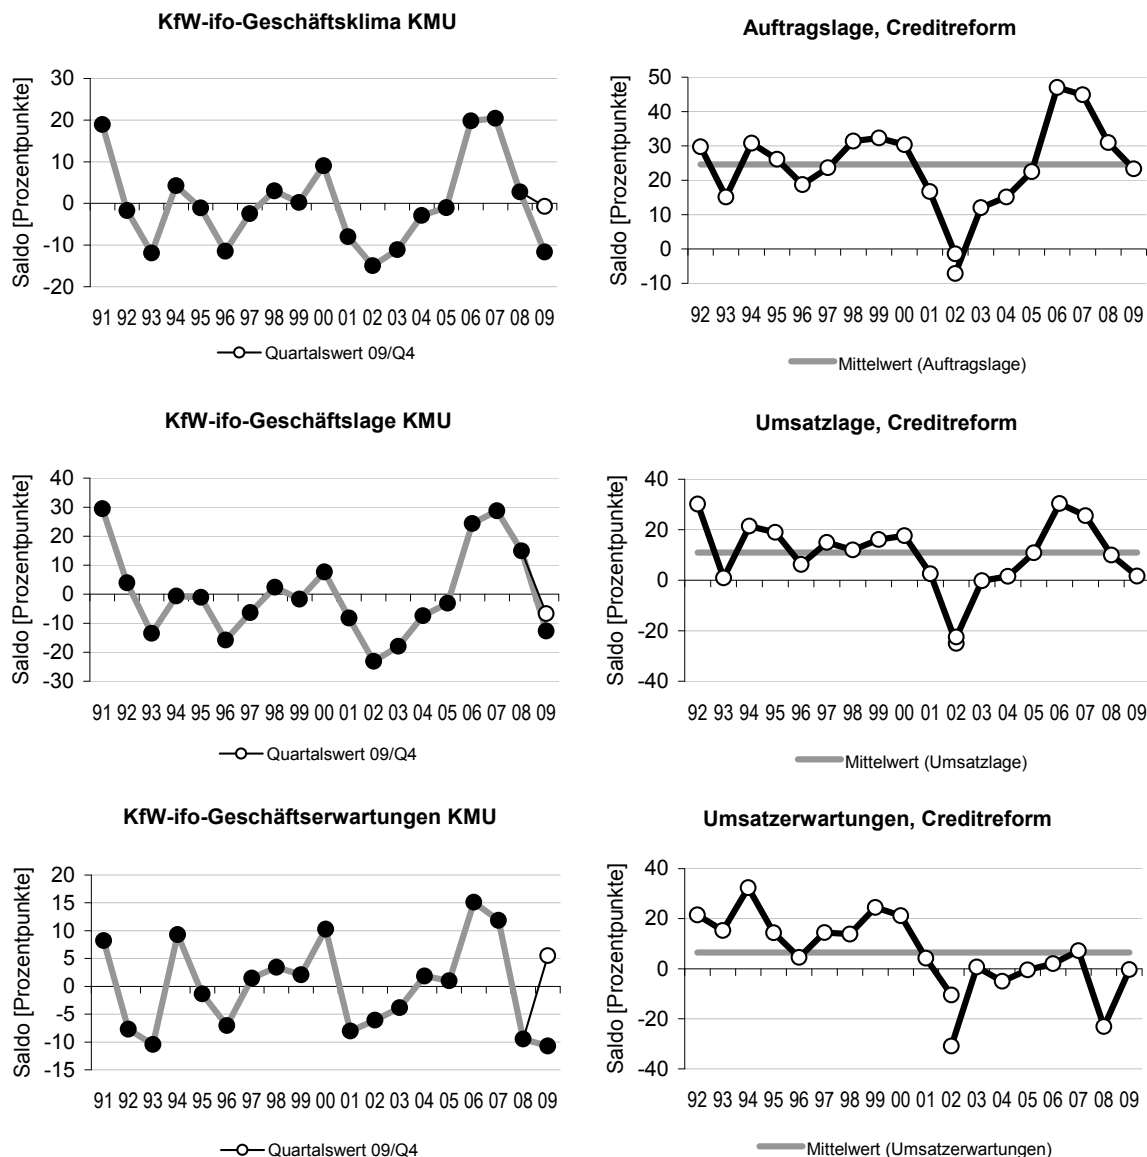 KfW-ifo-Geschäftsklima KMU
Saldo [Prozentpunkte]
30
20
10
0
-10
-20
91 92 93 94 95 96 97 98 99 00 01 02 03 04 05 06 07 08 09
Quartalswert 09/Q4
Auftragslage, Creditreform
Saldo [Prozentpunkte]
50
40
30
20
10
0
-10
92 93 94 95 96 97 98 99 00 01 02 03 04 05 06 07 08 09
Mittelwert (Auftragslage)
KfW-ifo-Geschäftslage KMU
Saldo [Prozentpunkte]
40
30
20
10
0
-10
-20
-30
91 92 93 94 95 96 97 98 99 00 01 02 03 04 05 06 07 08 09
Quartalswert 09/Q4
Umsatzlage, Creditreform
Saldo [Prozentpunkte]
40
20
0
-20
-40
92 93 94 95 96 97 98 99 00 01 02 03 04 05 06 07 08 09
Mittelwert (Umsatzlage)
KfW-ifo-Geschäftserwartungen KMU
Saldo [Prozentpunkte]
20
15
10
5
0
-5
-10
-15
91 92 93 94 95 96 97 98 99 00 01 02 03 04 05 06 07 08 09
Quartalswert 09/Q4
Umsatzerwartungen, Creditreform
Saldo [Prozentpunkte]
40
20
0
-20
-40
92 93 94 95 96 97 98 99 00 01 02 03 04 05 06 07 08 09
Mittelwert (Umsatzerwartungen)